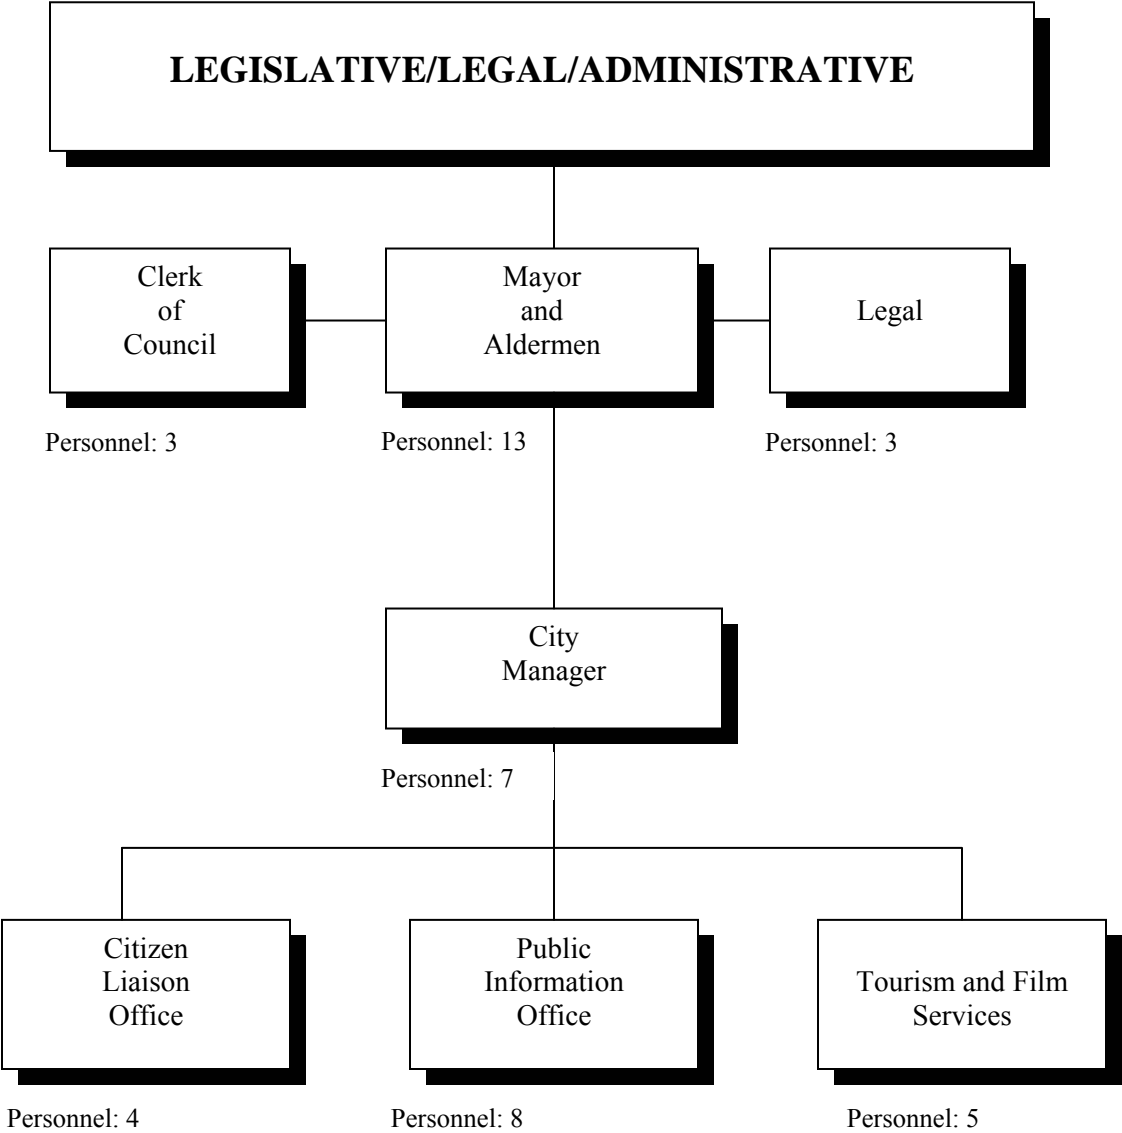 LEGISLATIVE/LEGAL/ADMINISTRATIVE
Clerk
of
Council
Personnel: 3
Mayor
and
Aldermen
Personnel: 13
Legal
Personnel: 3
City
Manager
Personnel: 7
Citizen
Liaison
Office
Personnel: 4
Public
Information
Office
Personnel: 8
Tourism and Film
Services
Personnel: 5